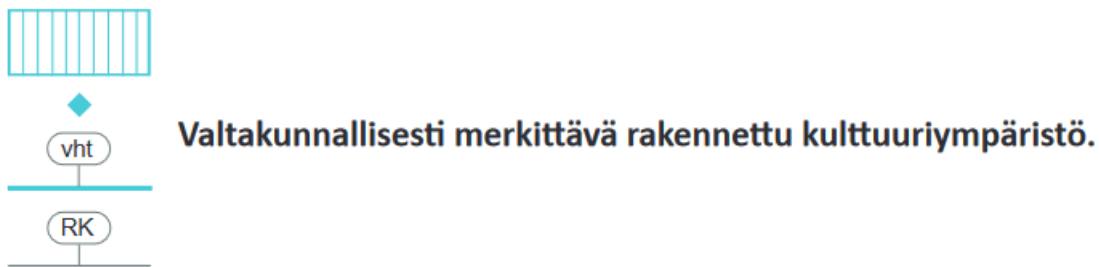 vht
Valtakunnallisesti merkittävä rakennettu kulttuuriympäristö.
RK